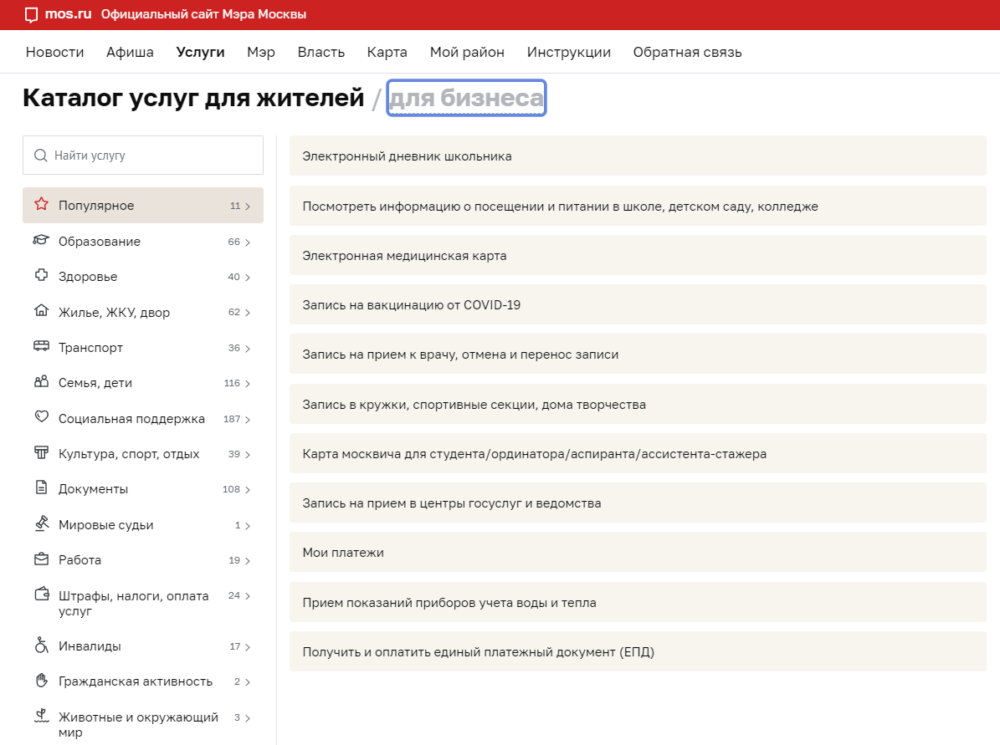 mos.ru Официальный сайт Мэра Москвы
Новости Афиша Услуги Мэр Власть Карта Мой район Инструкции Обратная связь
Каталог услуг для жителей / для бизнеса
Найти услугу
Популярное 11
Образование 66
Здоровье 40
Жилье, ЖКУ, двор 62
Транспорт 36
Семья, дети 116
Социальная поддержка 187
Культура, спорт, отдых 39
Документы 108
Мировые судьи 1
Работа 19
Штрафы, налоги, оплата 24
услуг
Инвалиды 17
Гражданская активность 2
Животные и окружающий 3
мир
Электронный дневник школьника
Посмотреть информацию о посещении и питании в школе, детском саду, колледже
Электронная медицинская карта
Запись на вакцинацию от COVID-19
Запись на прием к врачу, отмена и перенос записи
Запись в кружки, спортивные секции, дома творчества
Карта москвича для студента/ординатора/аспиранта/ассистента-стажера
Запись на прием в центры госуслуг и ведомства
Мои платежи
Прием показаний приборов учета воды и тепла
Получить и оплатить единый платежный документ (ЕПД)